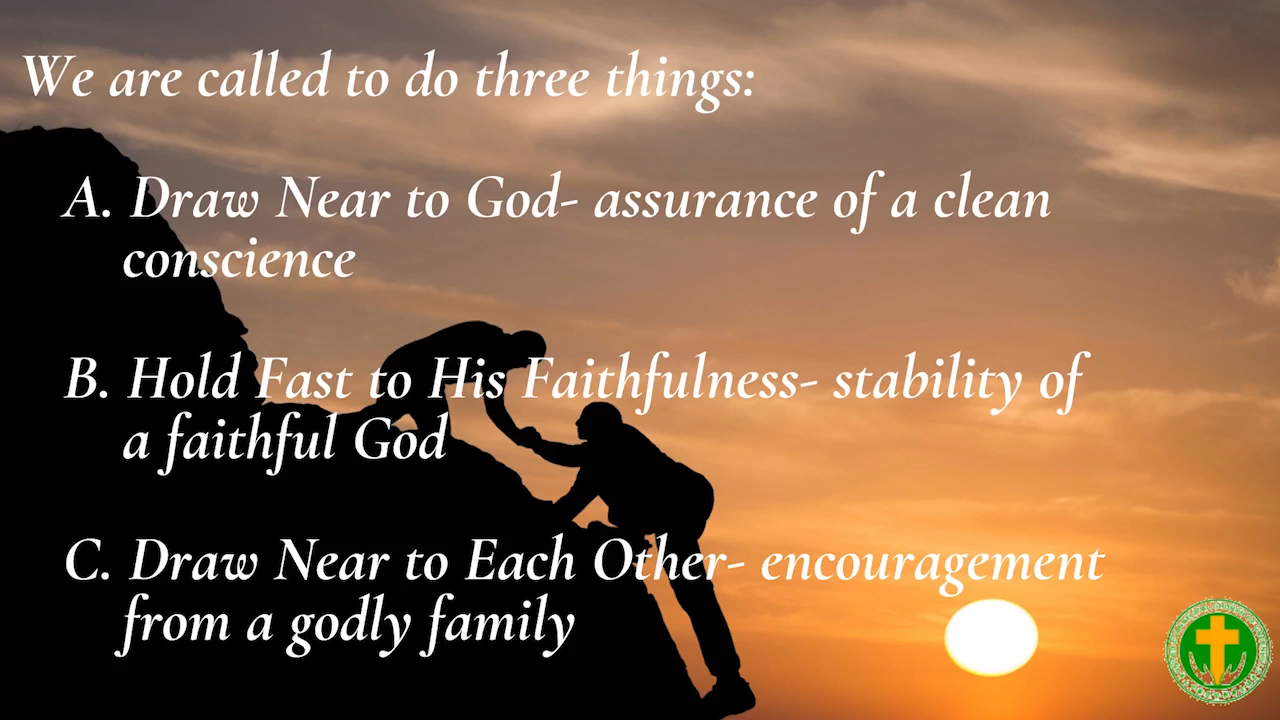 We are called to do three things:
A. Draw Near to God- assurance of a clean
conscience
B. Hold Fast to His Faithfulness- stability of
a faithful God
C. Draw Near to Each Other- encouragement
from a godly family